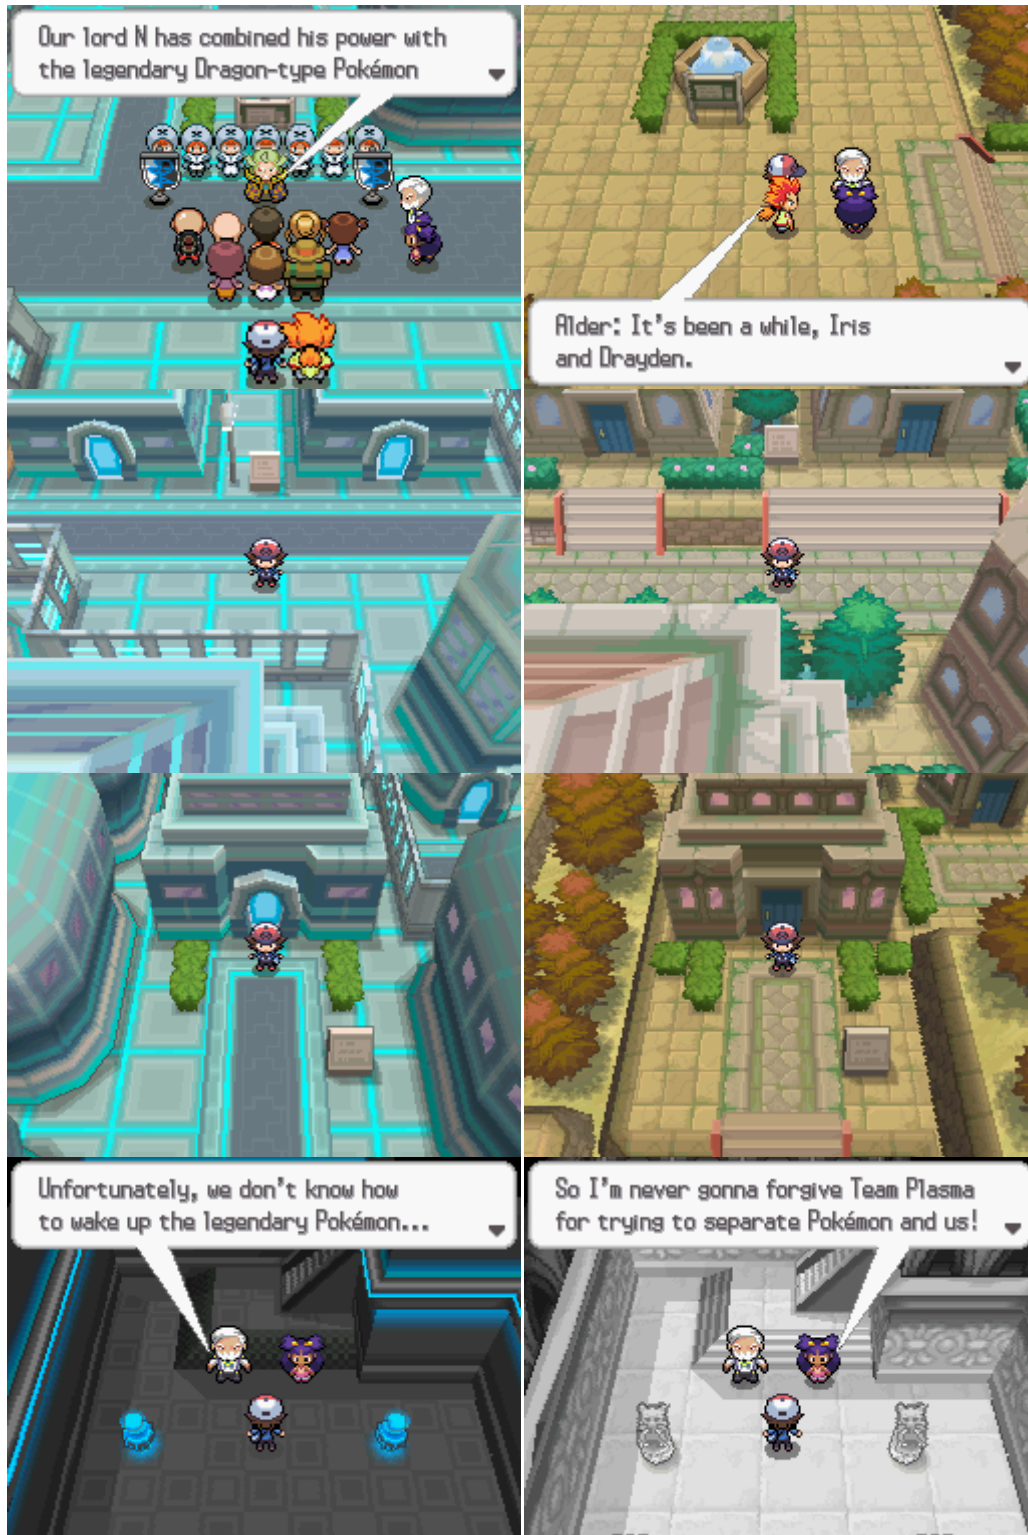 Our lord N has combined his power with
the legendary Dragon-type Pokémon
Alder: It's been a while, Iris
and Drayden.
Unfortunately, we don't know how
to wake up the legendary Pokémon...
So I'm never gonna forgive Team Plasma
for trying to separate Pokémon and us!